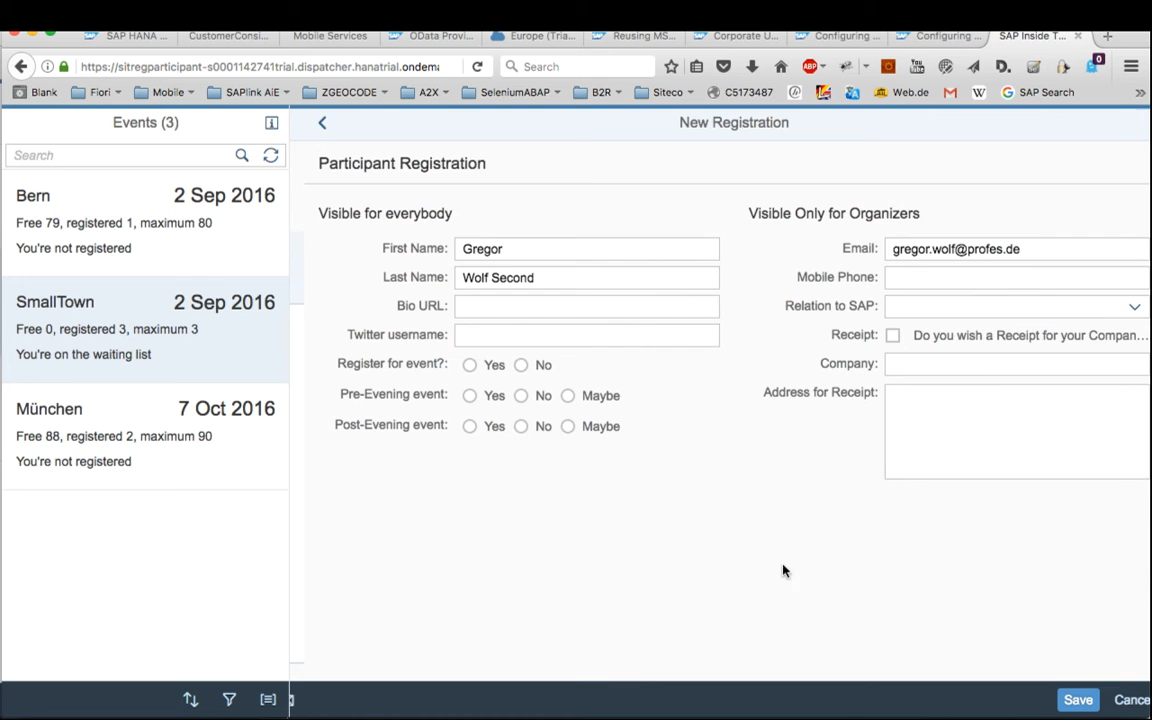 SAP HANA ... CustomerConsi... Mobile Services OData Provi... Europe (Tria... Reusing MS... Corporate U... Configuring ... Configuring ... SAP Inside T...
https://sitregparticipant-s0001142741trial.dispatcher.hanatrial.ondema Search ABP You Tube D. 0
Blank Fiori Mobile SAPlink AiE ZGEOCODE A2X SeleniumABAP B2R Siteco C5173487 Web.de W SAP Search
Events (3)
New Registration
Search
Bern 2 Sep 2016
Free 79, registered 1, maximum 80
You're not registered
SmallTown 2 Sep 2016
Free 0, registered 3, maximum 3
You're on the waiting list
München 7 Oct 2016
Free 88, registered 2, maximum 90
You're not registered
Participant Registration
Visible for everybody
First Name: Gregor
Last Name: Wolf Second
Bio URL:
Twitter username:
Register for event?: Yes No
Pre-Evening event: Yes No Maybe
Post-Evening event: Yes No Maybe
Visible Only for Organizers
Email: gregor.wolf@profes.de
Mobile Phone:
Relation to SAP:
Receipt: Do you wish a Receipt for your Compan...
Company:
Address for Receipt:
Save Cance